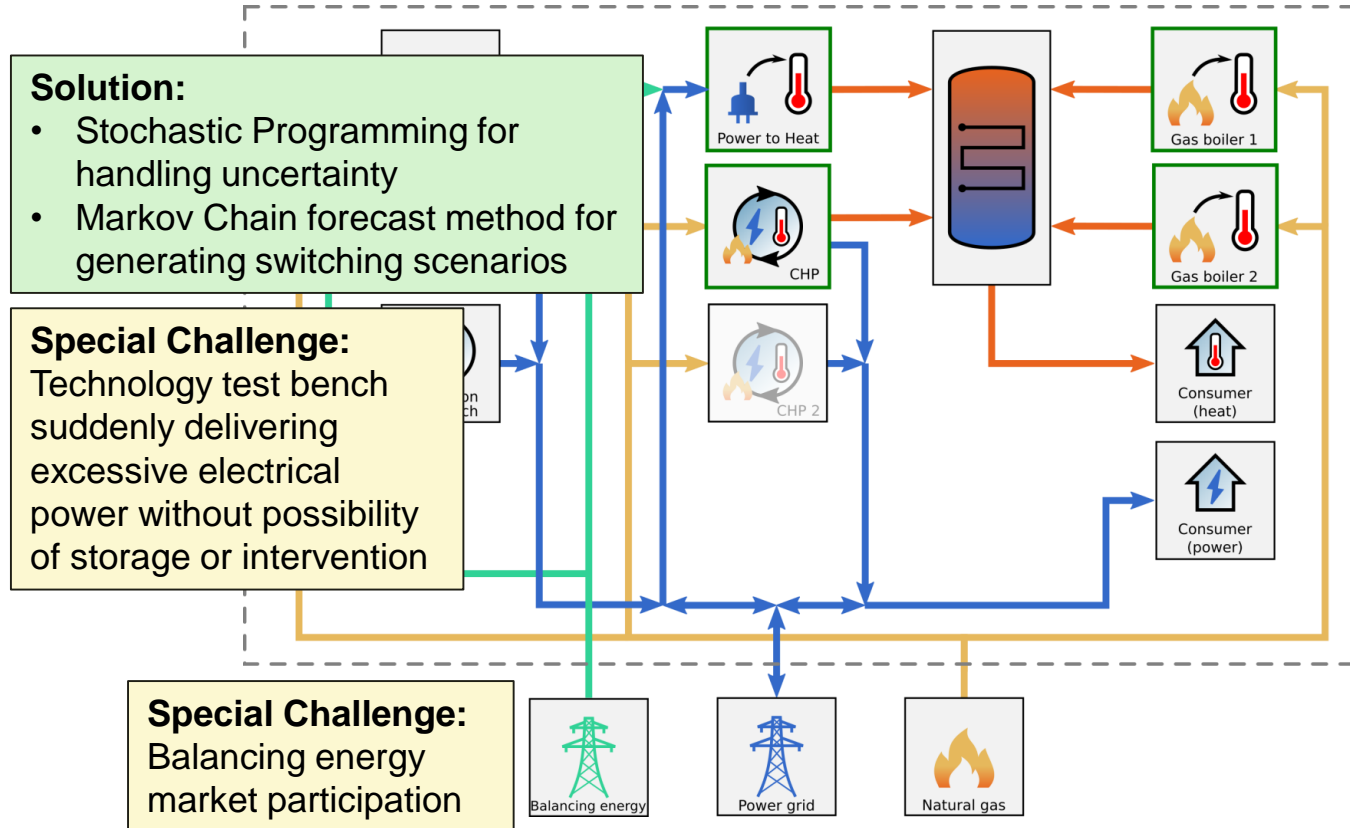 Solution:
• Stochastic Programming for
handling uncertainty
• Markov Chain forecast method for
generating switching scenarios
Special Challenge:
Technology test bench
suddenly delivering
excessive electrical
power without possibility
of storage or intervention
Special Challenge:
Balancing energy
market participation
Power to Heat
CHP
CHP 2
Gas boiler 1
Gas boiler 2
Consumer
(heat)
Consumer
(power)
Balancing energy
Power grid
Natural gas